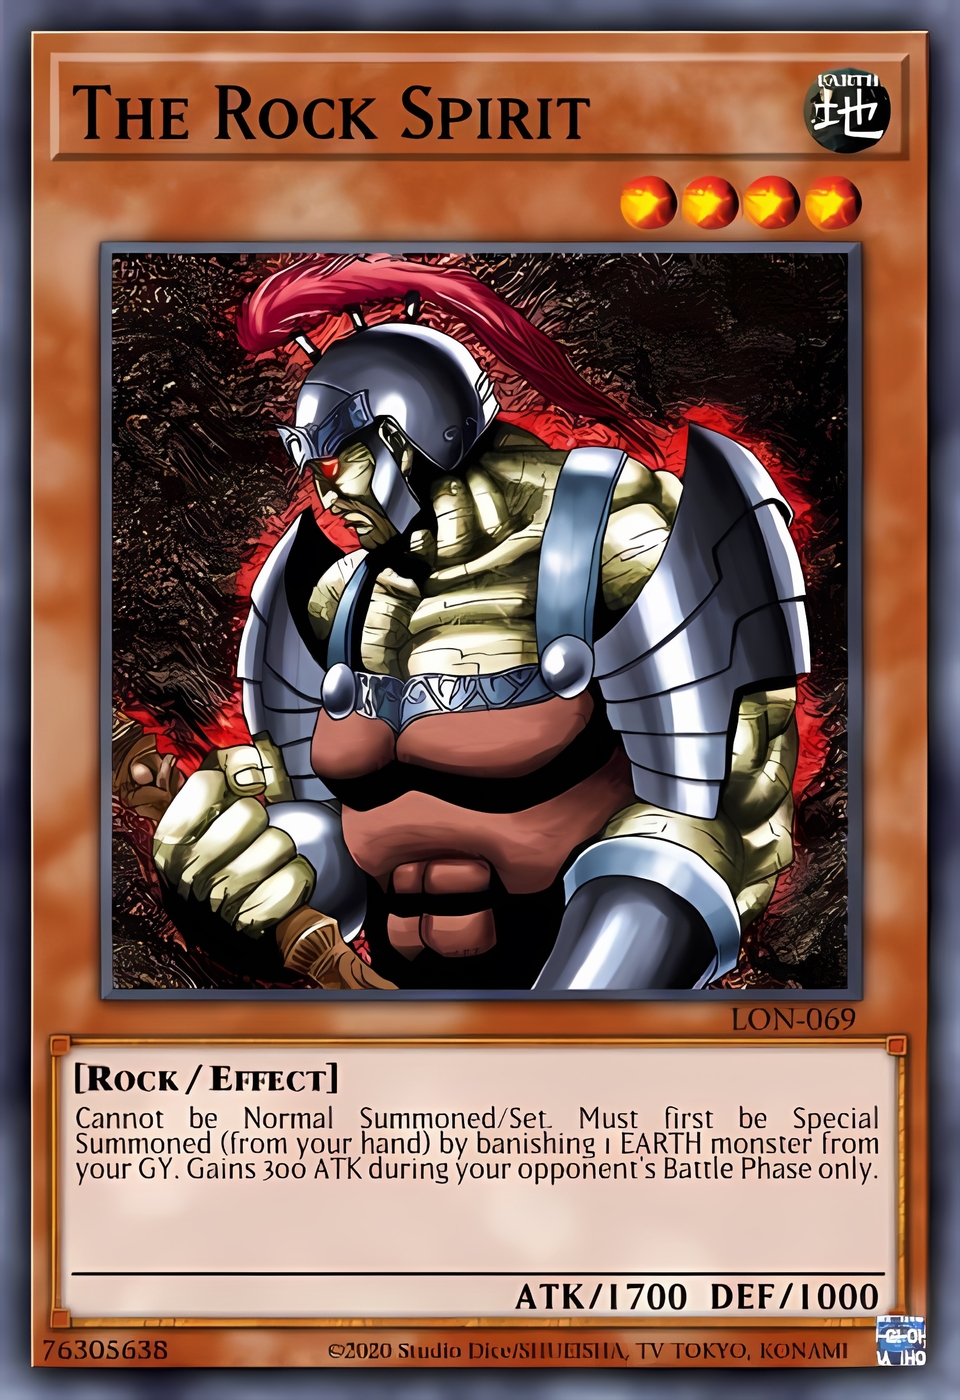 THE ROCK SPIRIT
EARTH
地
LON-069
[ROCK / EFFECT]
Cannot be Normal Summoned/Set. Must first be Special
Summoned (from your hand) by banishing 1 EARTH monster from
your GY. Gains 300 ATK during your opponent's Battle Phase only.
ATK/1700 DEF/1000
76305638
©2020 Studio Dice/SHUEISHA, TV TOKYO, KONAMI